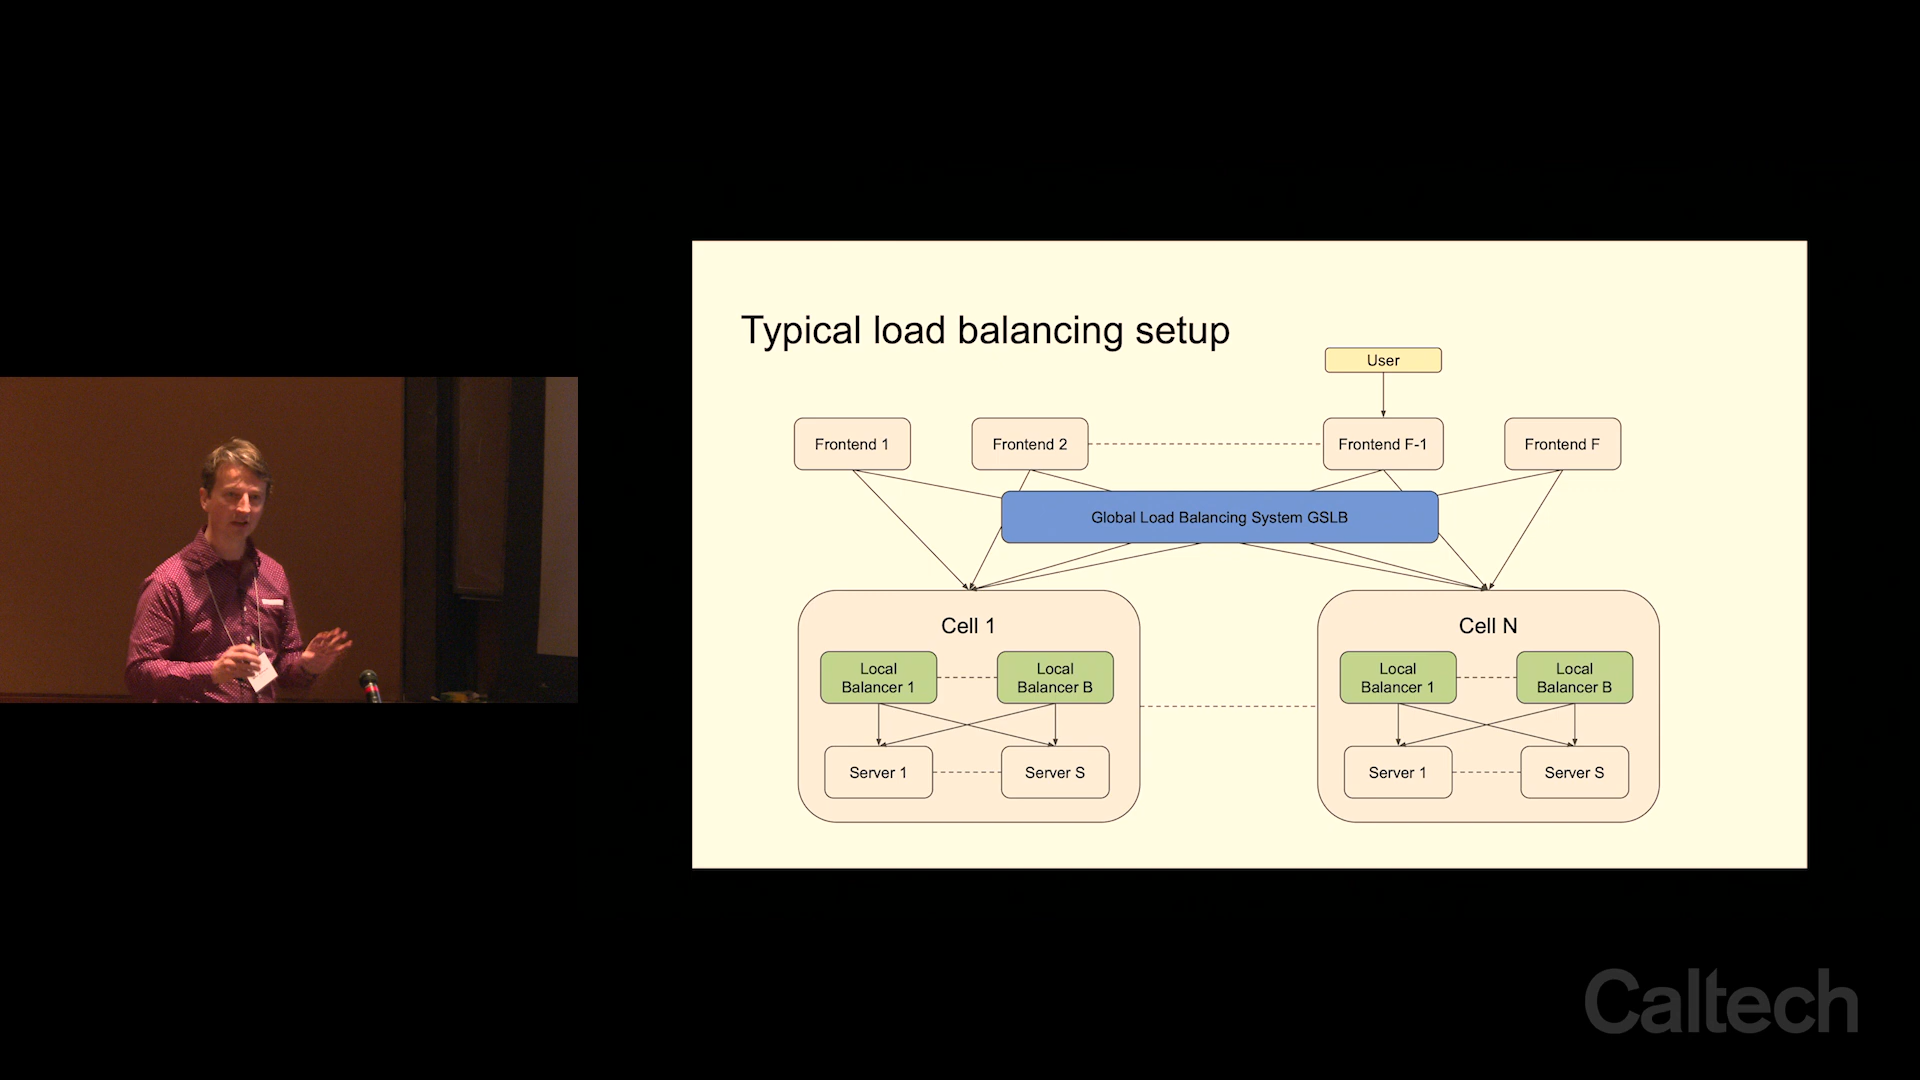 Typical load balancing setup
User
Frontend 1
Frontend 2
Frontend F-1
Frontend F
Global Load Balancing System GSLB
Cell 1
Cell N
Local
Balancer 1
Local
Balancer B
Local
Balancer 1
Local
Balancer B
Server 1
Server S
Server 1
Server S
Caltech